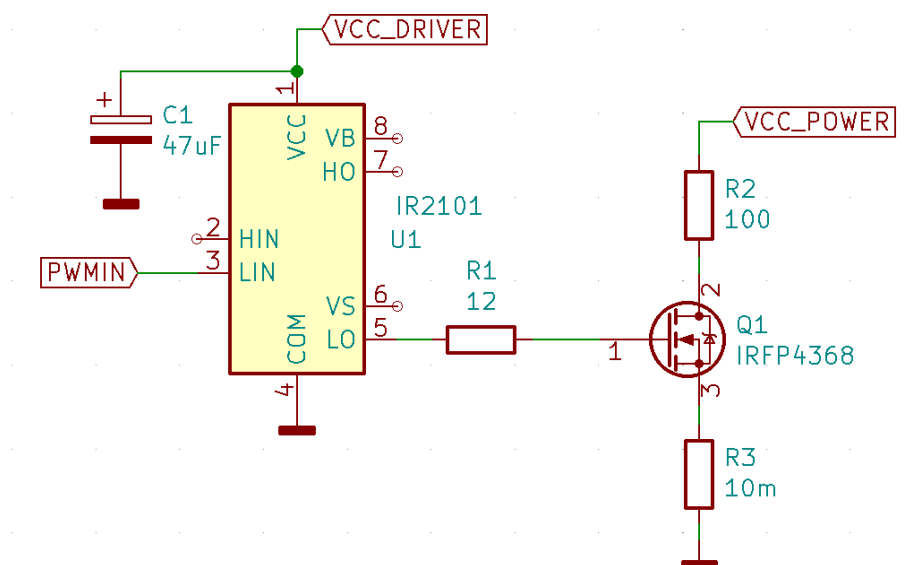 VCC_DRIVER
1
+
C1
47uF
VCC
VB
8
HO
7
VCC_POWER
R2
100
IR2101
U1
2
HIN
3
LIN
PWMIN
R1
12
VS
6
COM
LO
5
2
Q1
IRFP4368
1
3
4
R3
10m